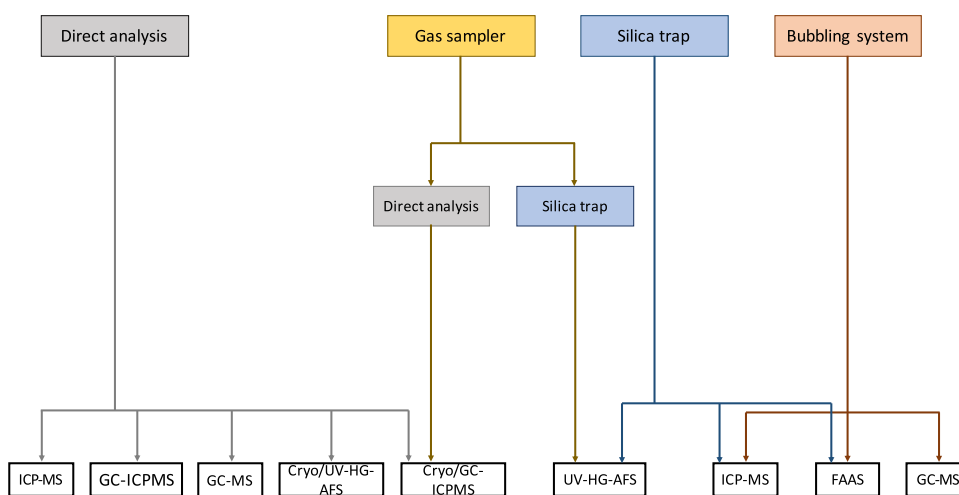 Direct analysis
Gas sampler
Silica trap
Bubbling system
Direct analysis
Silica trap
ICP-MS
GC-ICPMS
GC-MS
Cryo/UV-HG-
AFS
Cryo/GC-
ICPMS
UV-HG-AFS
ICP-MS
FAAS
GC-MS